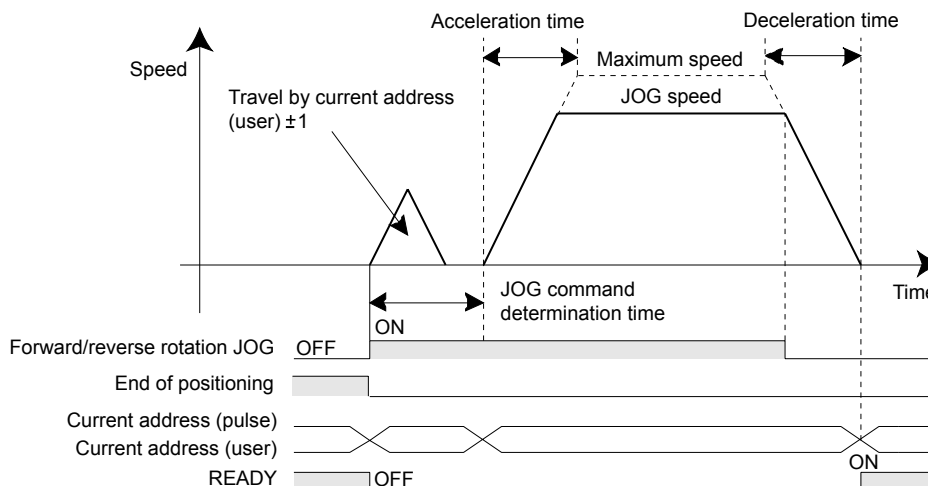 Acceleration time
Deceleration time
Speed
Maximum speed
JOG speed
Travel by current address
(user) ±1
Time
JOG command
determination time
ON
Forward/reverse rotation JOG
OFF
End of positioning
Current address (pulse)
Current address (user)
ON
READY
OFF